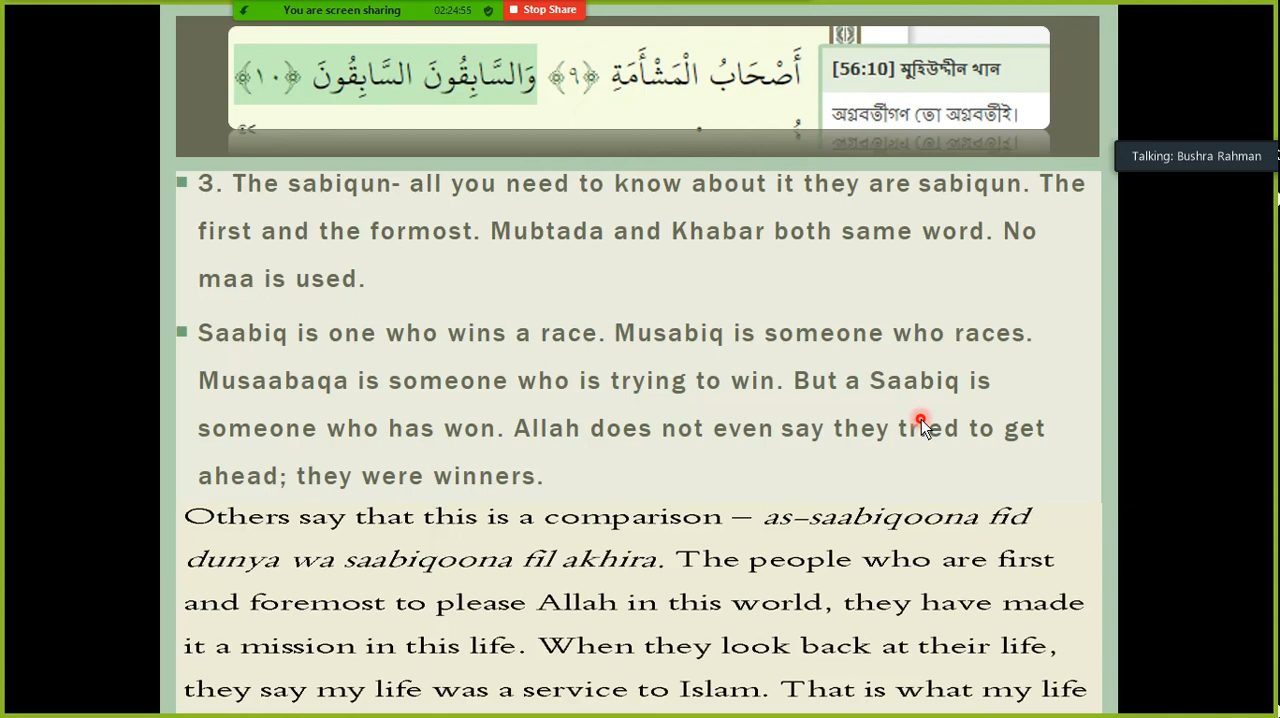 You are screen sharing 02:24:55 Stop Share
أَصْحَابُ الْمَشْأَمَةِ ﴿٩﴾ وَالسَّابِقُونَ السَّابِقُونَ ﴿١٠﴾
[56:10] মুহিউদ্দীন খান
অগ্রবর্তীগণ তো অগ্রবর্তীই।
Talking: Bushra Rahman
3. The sabiqun- all you need to know about it they are sabiqun. The
first and the formost. Mubtada and Khabar both same word. No
maa is used.
Saabiq is one who wins a race. Musabiq is someone who races.
Musaabaqa is someone who is trying to win. But a Saabiq is
someone who has won. Allah does not even say they tried to get
ahead; they were winners.
Others say that this is a comparison – as-saabiqoona fid
dunya wa saabiqoona fil akhira. The people who are first
and foremost to please Allah in this world, they have made
it a mission in this life. When they look back at their life,
they say my life was a service to Islam. That is what my life